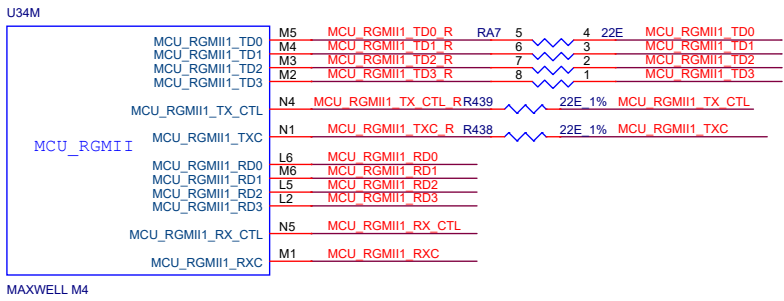 U34M
MCU_RGMII1_TD0 M5 MCU_RGMII1_TD0_R RA7 5 4 22E MCU_RGMII1_TD0
MCU_RGMII1_TD1 M4 MCU_RGMII1_TD1_R 6 3 MCU_RGMII1_TD1
MCU_RGMII1_TD2 M3 MCU_RGMII1_TD2_R 7 2 MCU_RGMII1_TD2
MCU_RGMII1_TD3 M2 MCU_RGMII1_TD3_R 8 1 MCU_RGMII1_TD3
MCU_RGMII1_TX_CTL N4 MCU_RGMII1_TX_CTL_R R439 22E_1% MCU_RGMII1_TX_CTL
MCU_RGMII1_TXC N1 MCU_RGMII1_TXC_R R438 22E_1% MCU_RGMII1_TXC
MCU_RGMII
MCU_RGMII1_RD0 L6 MCU_RGMII1_RD0
MCU_RGMII1_RD1 M6 MCU_RGMII1_RD1
MCU_RGMII1_RD2 L5 MCU_RGMII1_RD2
MCU_RGMII1_RD3 L2 MCU_RGMII1_RD3
MCU_RGMII1_RX_CTL N5 MCU_RGMII1_RX_CTL
MCU_RGMII1_RXC M1 MCU_RGMII1_RXC
MAXWELL M4